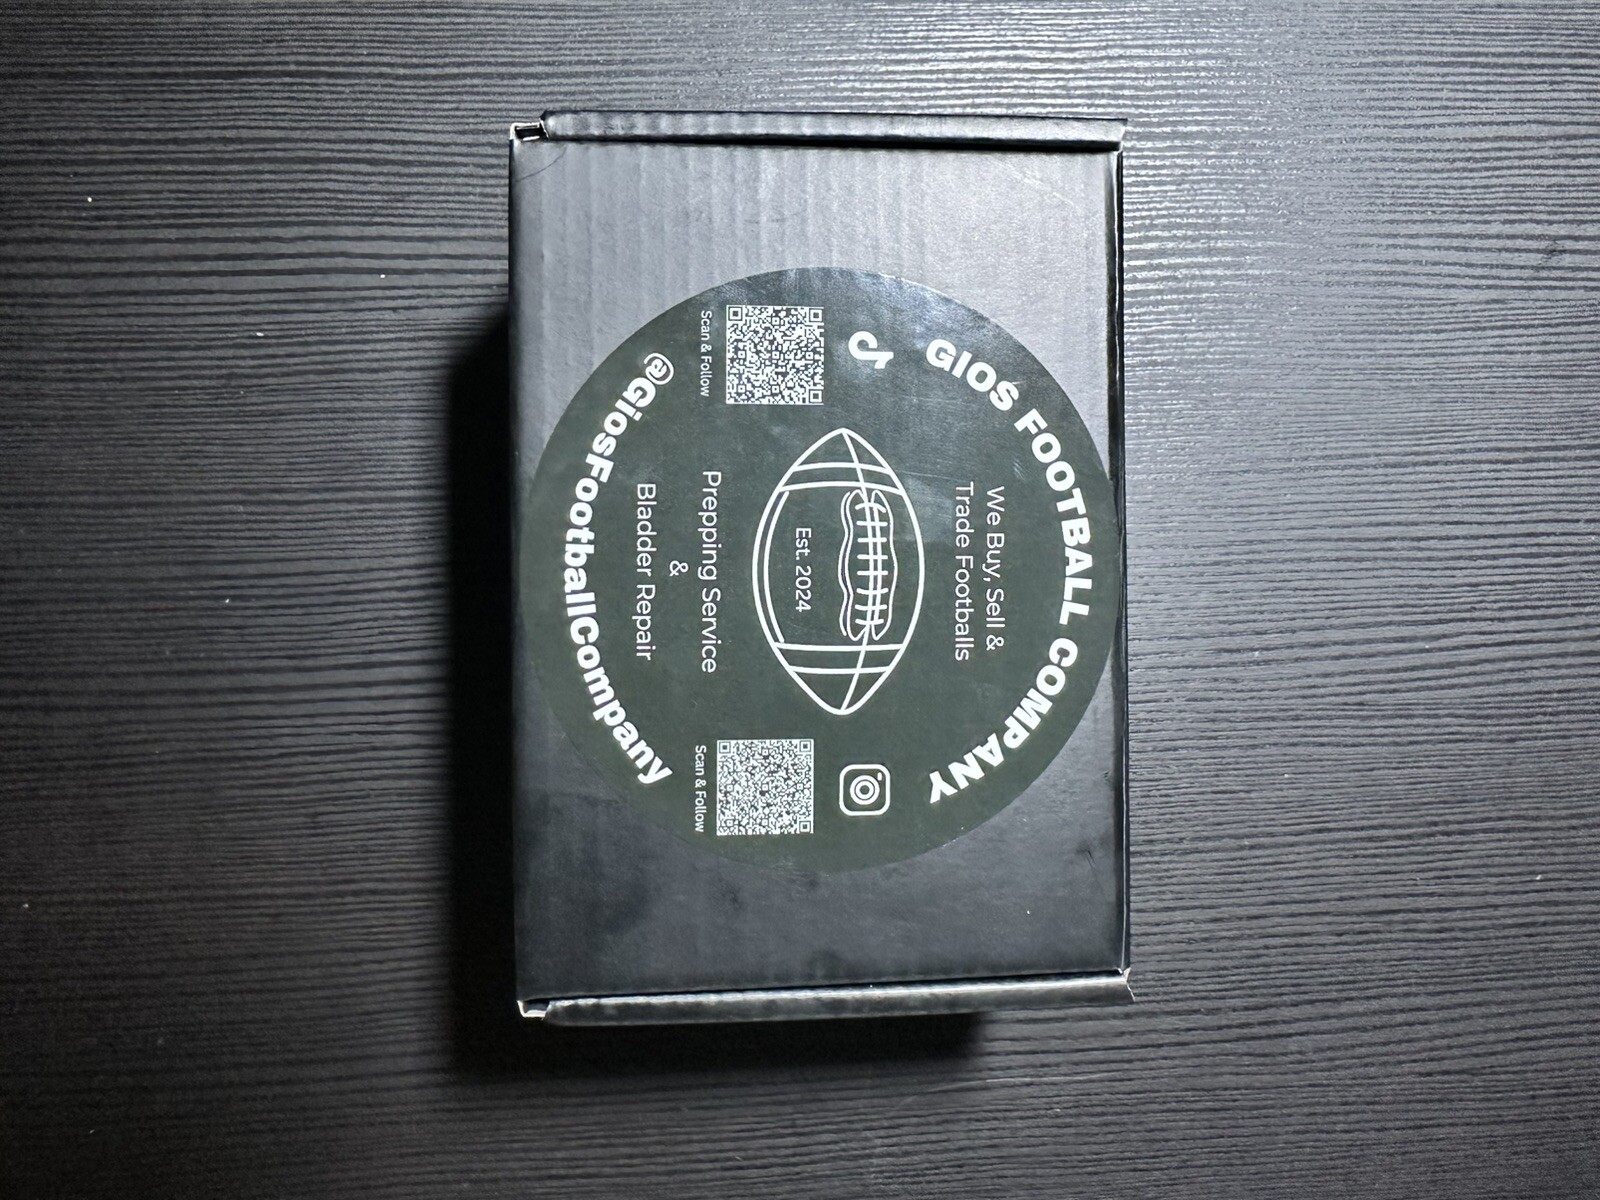 GIOS FOOTBALL COMPANY
We Buy, Sell &
Trade Footballs
Est. 2024
Scan & Follow
Scan & Follow
Prepping Service
&
Bladder Repair
@GiosFootballCompany